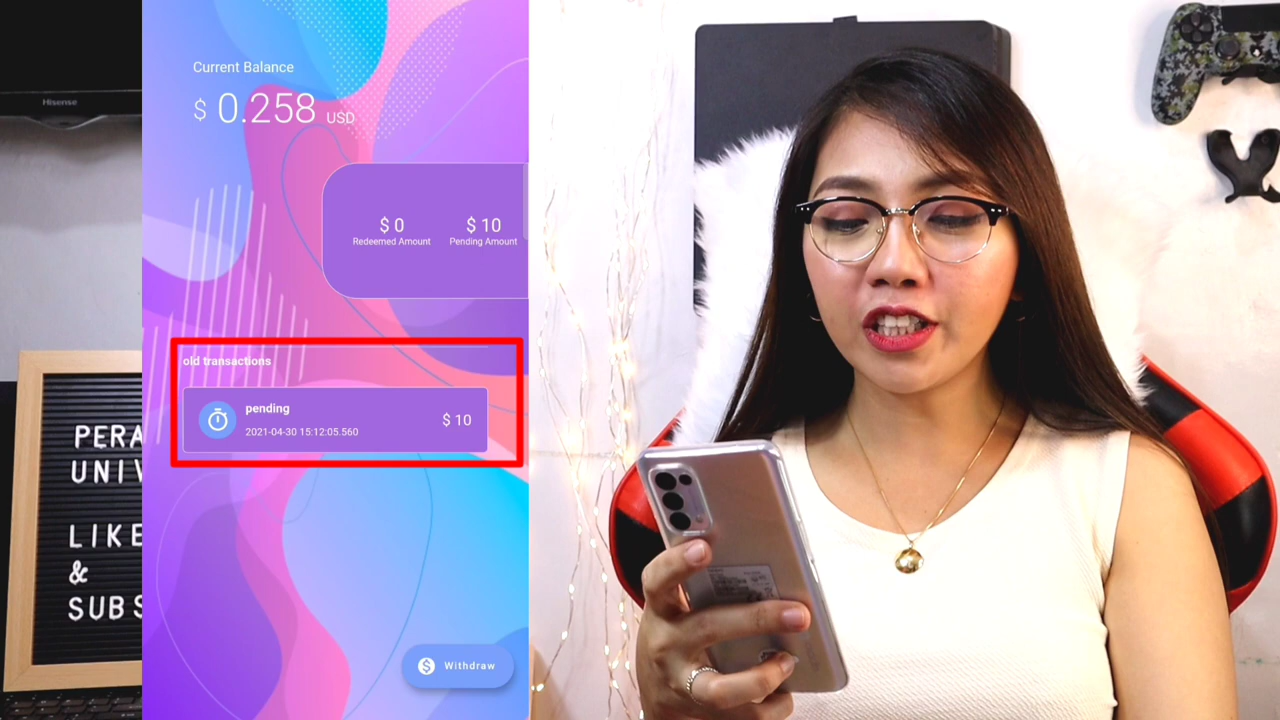 Hisense
Current Balance
$ 0.258 USD
$ 0
$ 10
Redeemed Amount
Pending Amount
old transactions
pending
2021-04-30 15:12:05.560
$ 10
Withdraw
PERA
UNIV
LIKE
&
SUBS